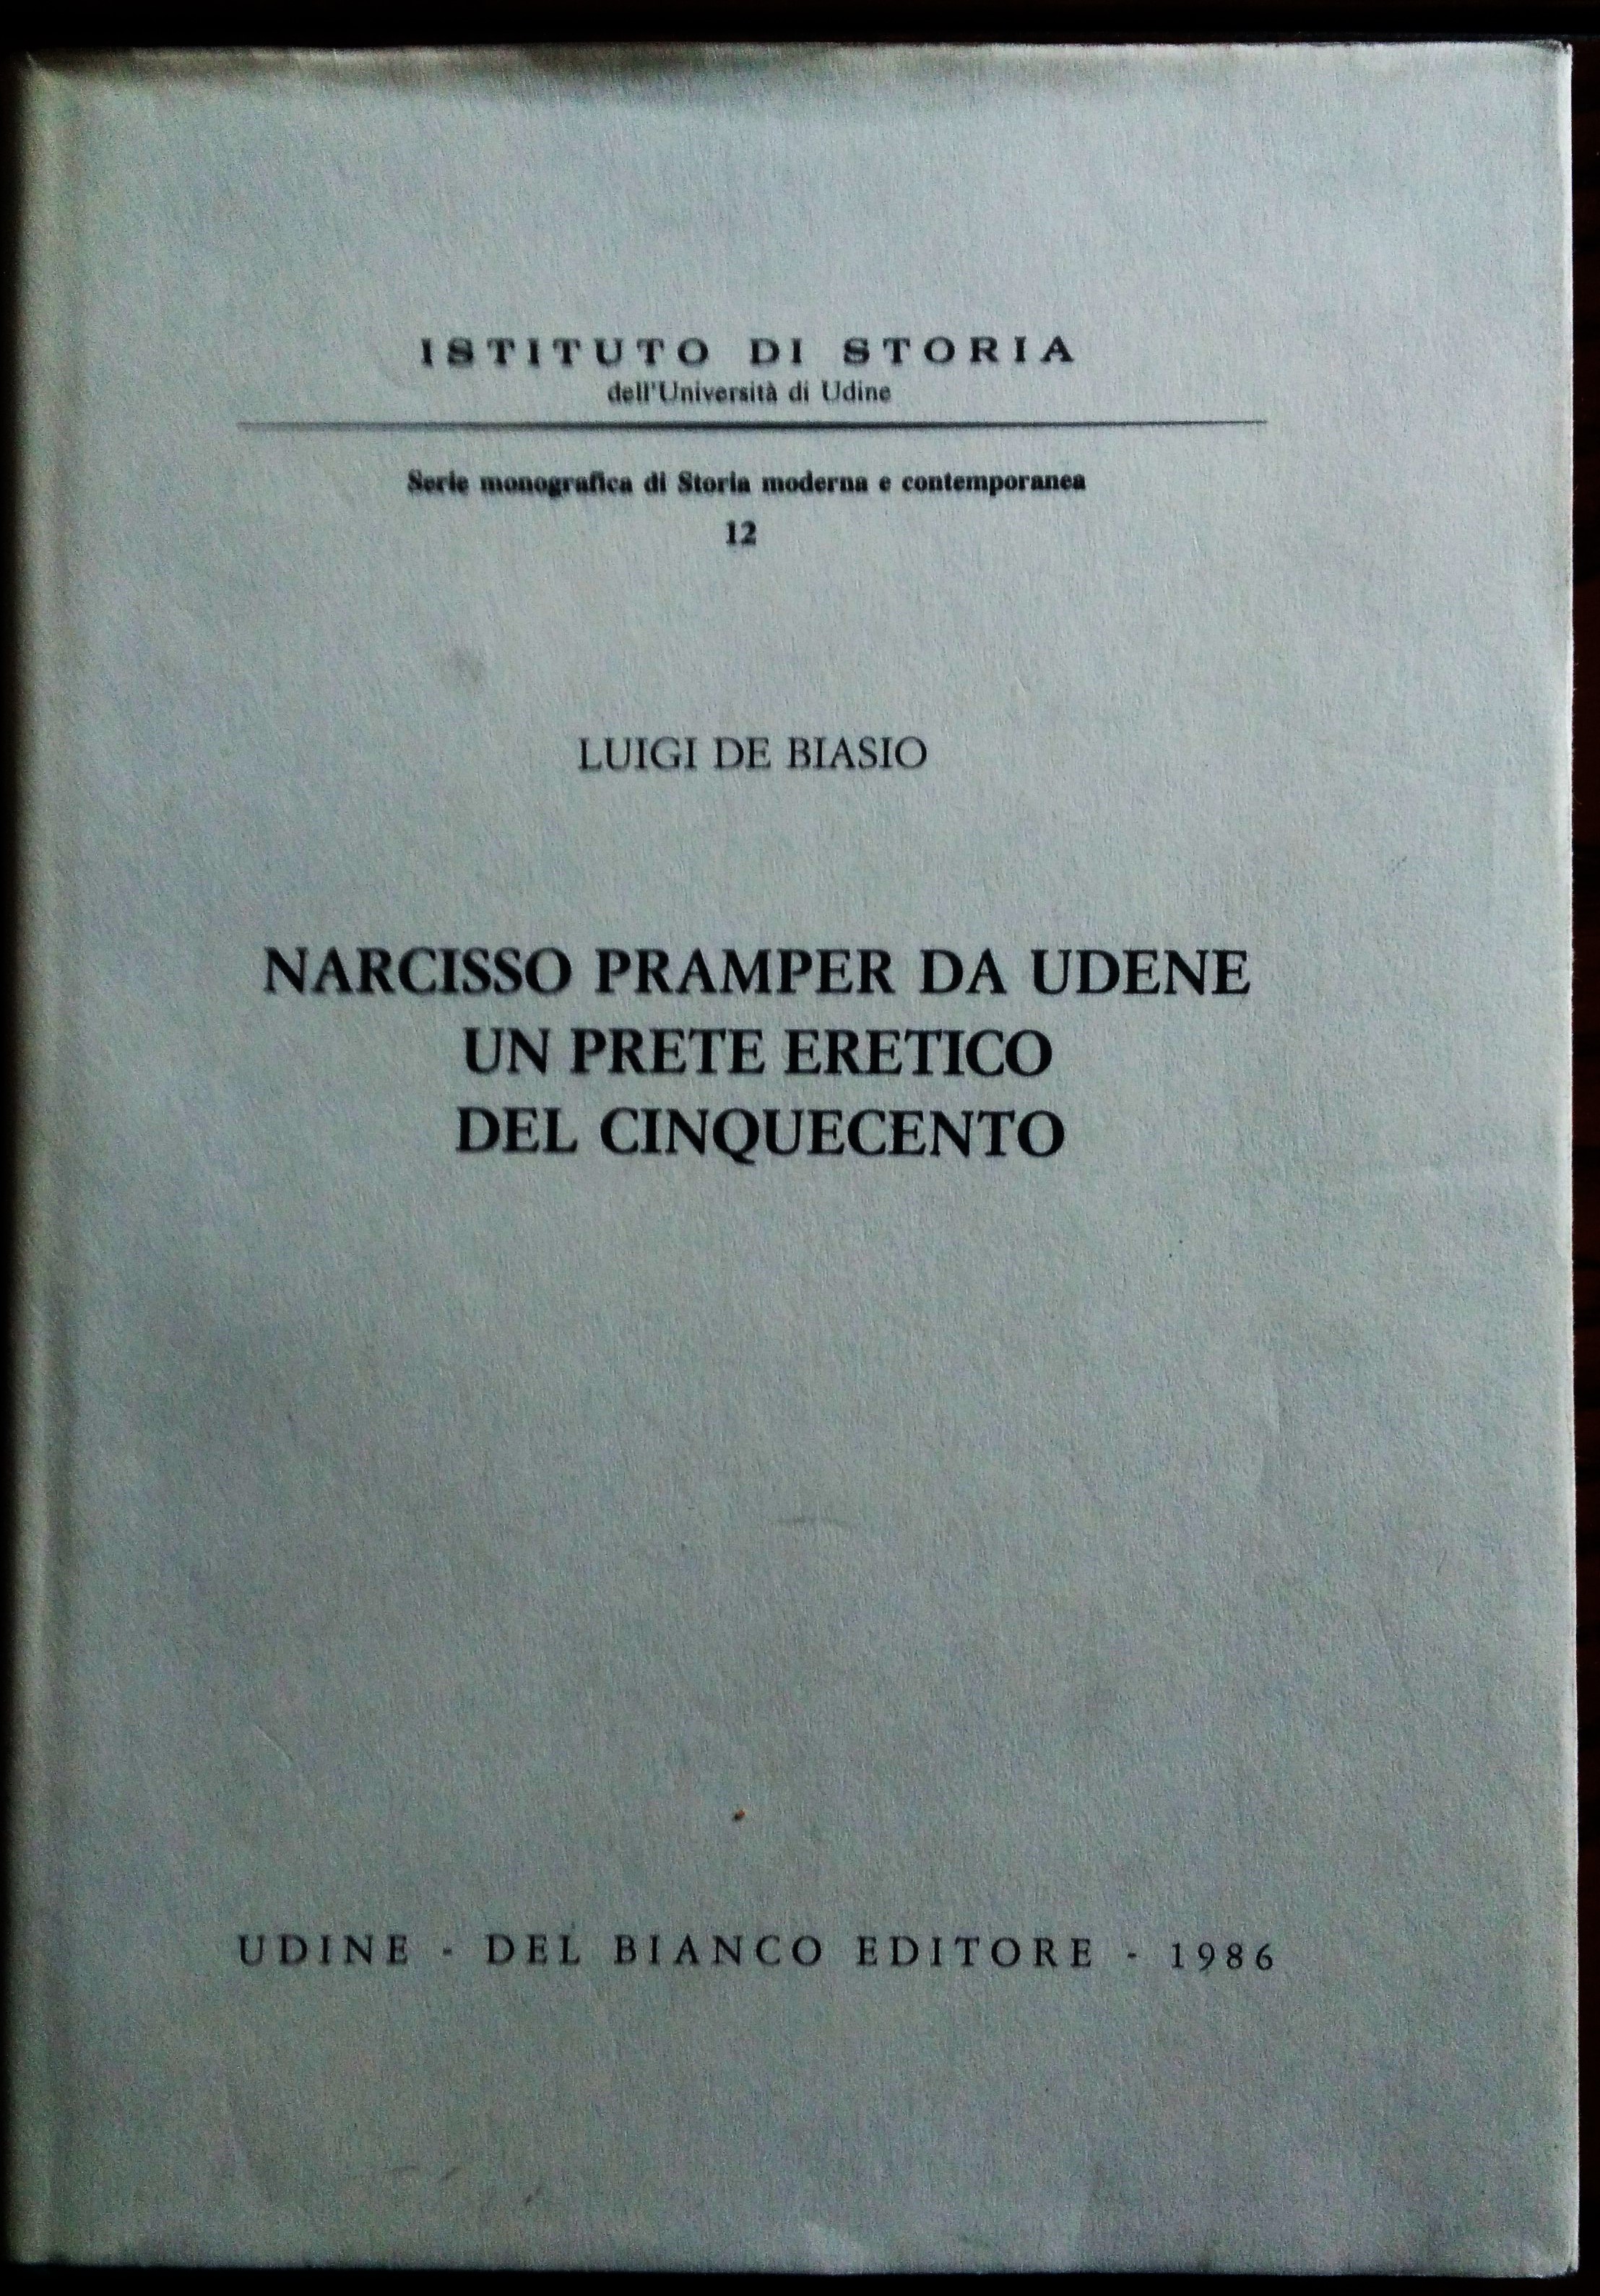 ISTITUTO DI STORIA
dell'Università di Udine
Serie monografica di Storia moderna e contemporanea
12
LUIGI DE BIASIO
NARCISSO PRAMPER DA UDENE
UN PRETE ERETICO
DEL CINQUECENTO
UDINE - DEL BIANCO EDITORE - 1986